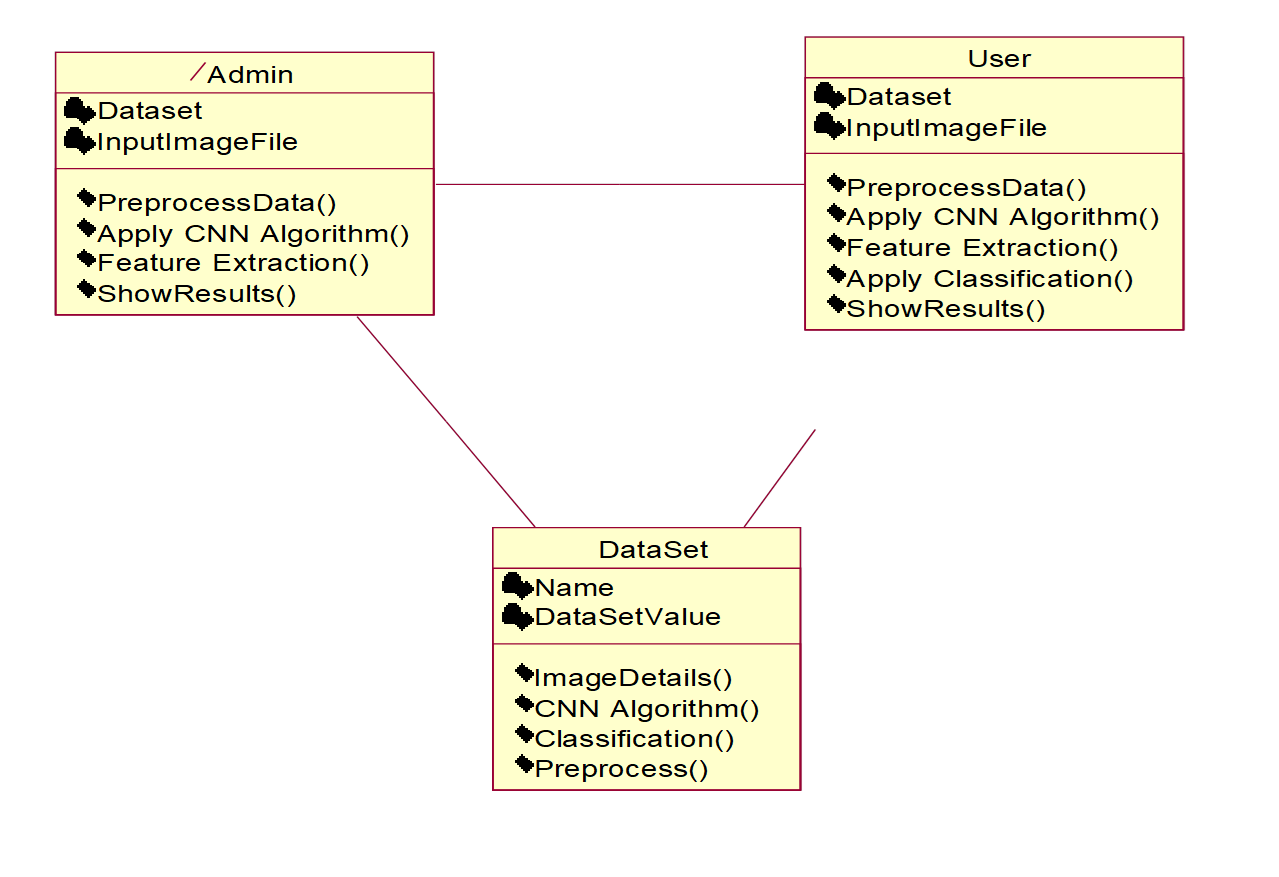 Admin
Dataset
InputImageFile
PreprocessData()
Apply CNN Algorithm()
Feature Extraction()
ShowResults()
User
Dataset
InputImageFile
PreprocessData()
Apply CNN Algorithm()
Feature Extraction()
Apply Classification()
ShowResults()
DataSet
Name
DataSetValue
ImageDetails()
CNN Algorithm()
Classification()
Preprocess()